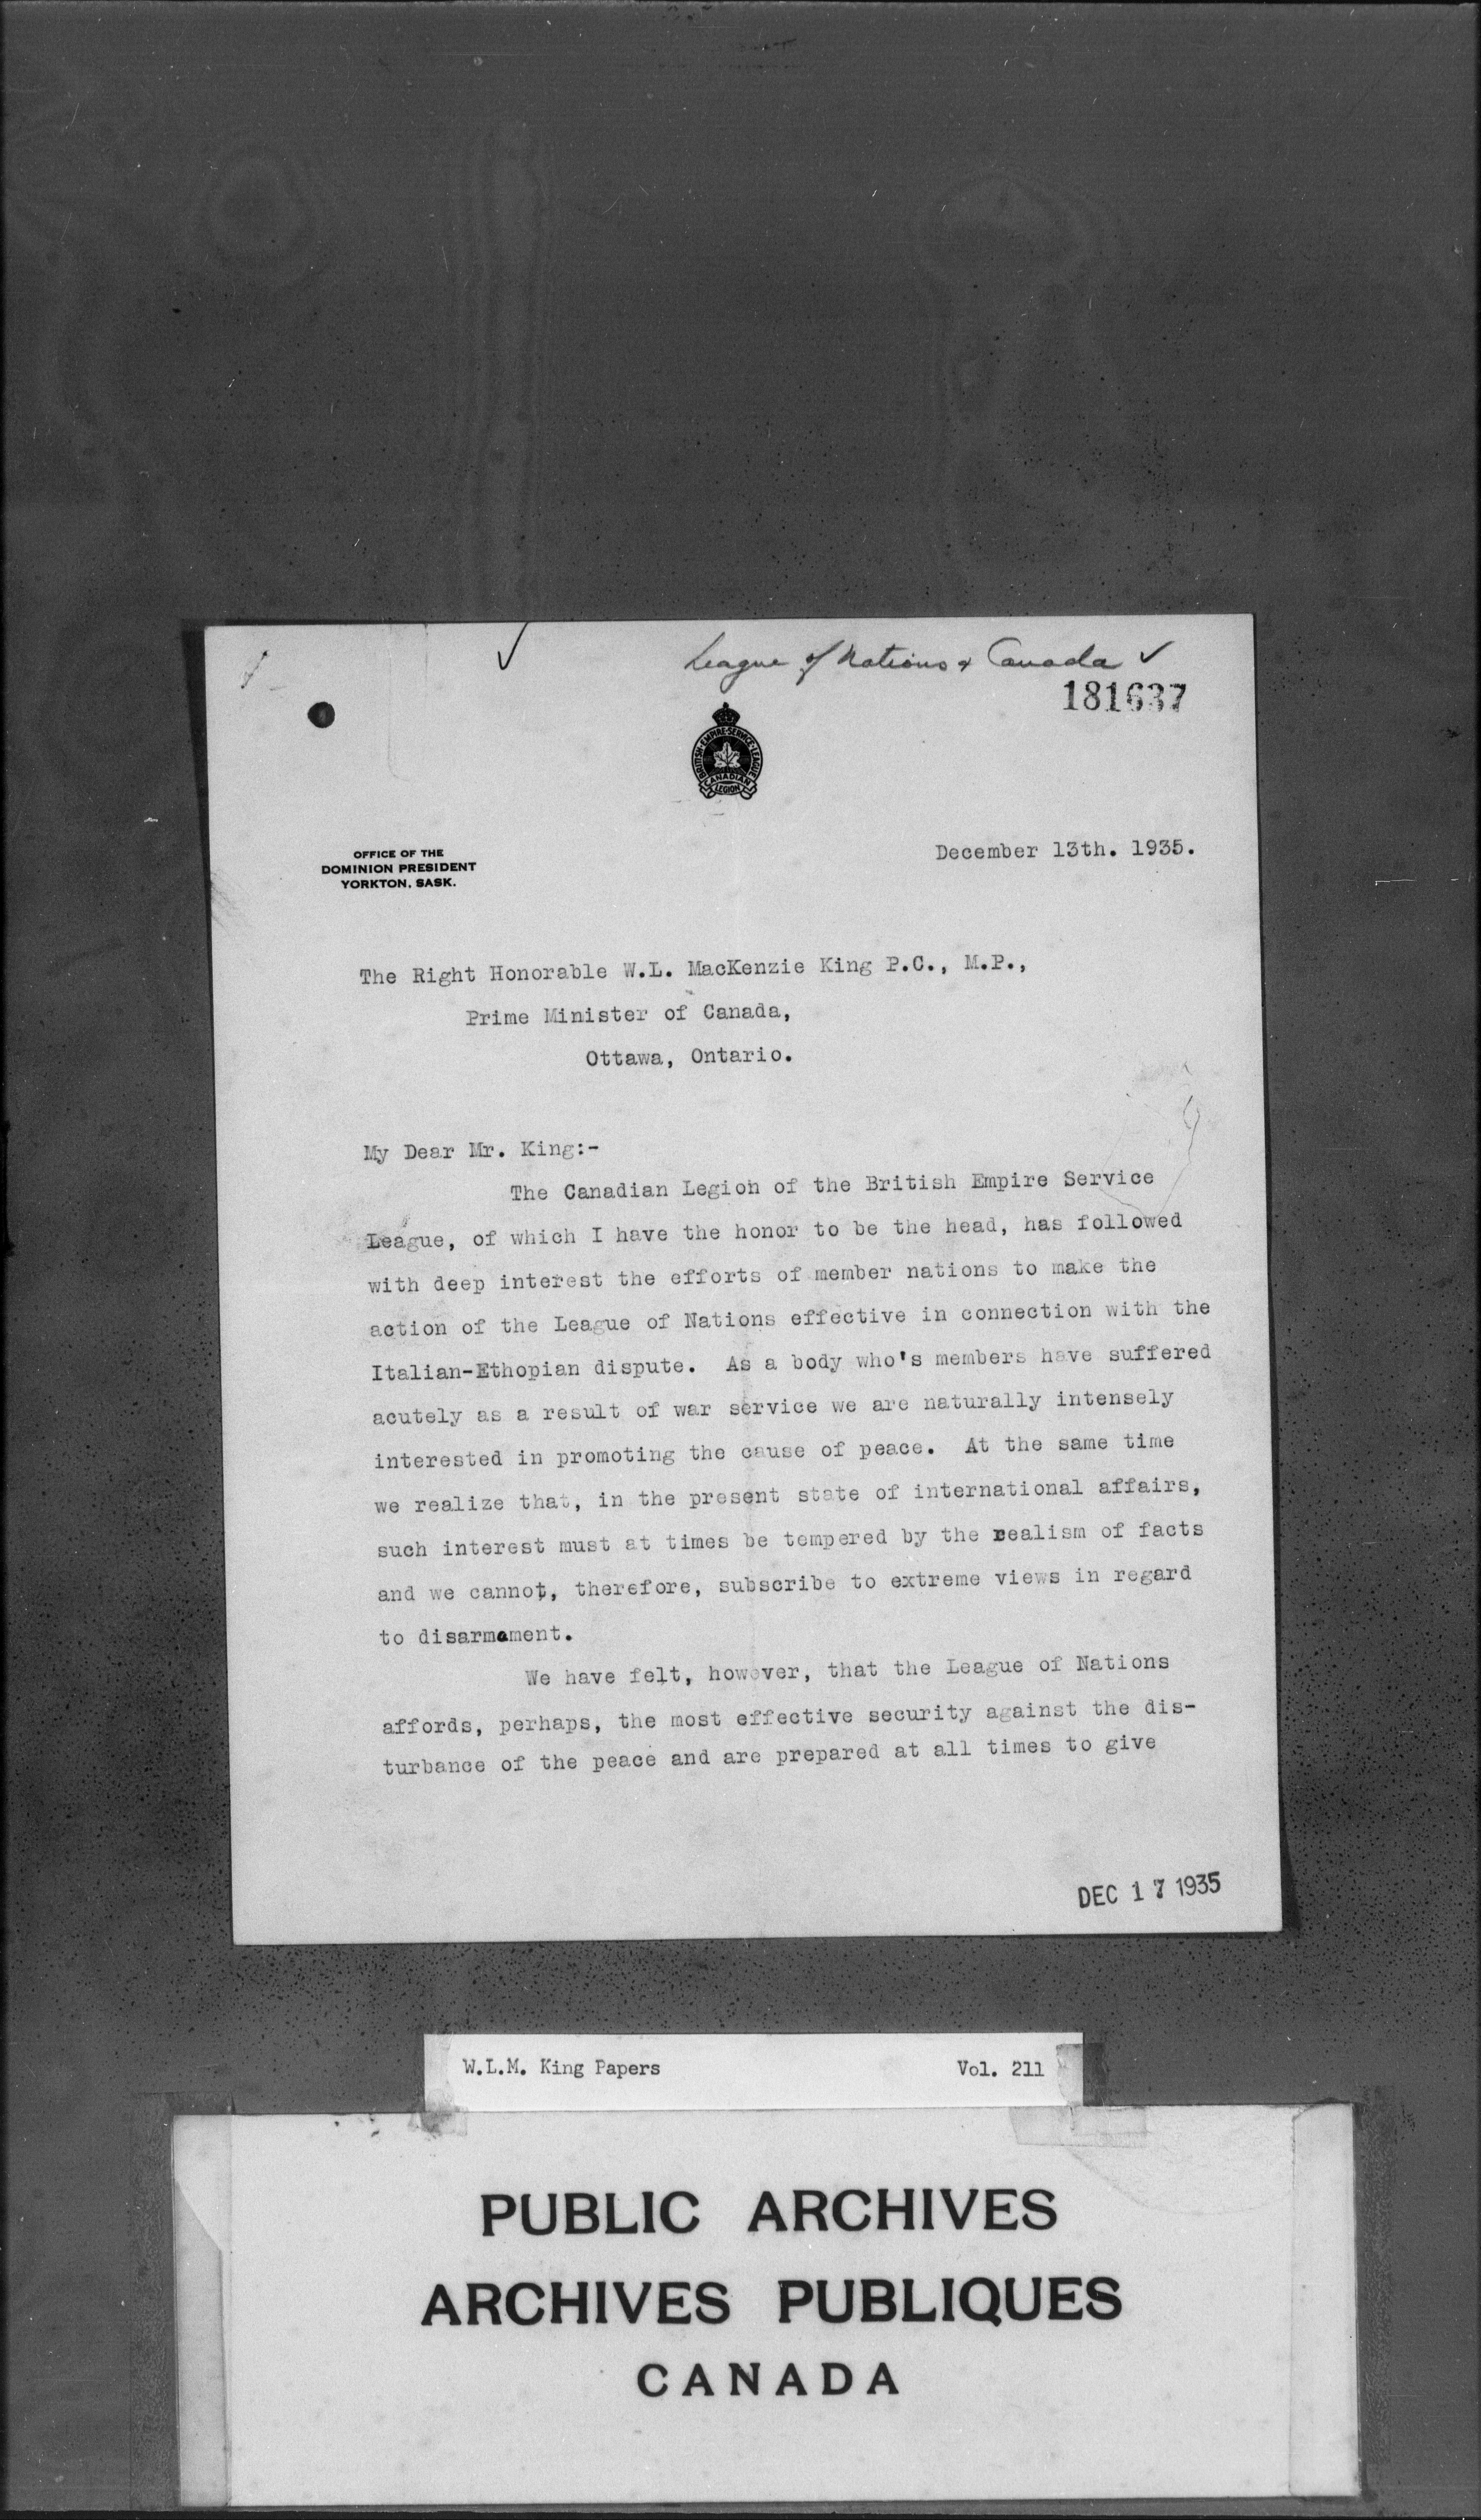 League of Nations & Canada ✓
181637
BRITISH·EMPIRE·SERVICE·LEAGUE
CANADIAN
LEGION
OFFICE OF THE
DOMINION PRESIDENT
YORKTON, SASK.
December 13th. 1935.
The Right Honorable W.L. MacKenzie King P.C., M.P.,
Prime Minister of Canada,
Ottawa, Ontario.
My Dear Mr. King:-
The Canadian Legion of the British Empire Service
League, of which I have the honor to be the head, has followed
with deep interest the efforts of member nations to make the
action of the League of Nations effective in connection with the
Italian-Ethopian dispute. As a body who's members have suffered
acutely as a result of war service we are naturally intensely
interested in promoting the cause of peace. At the same time
we realize that, in the present state of international affairs,
such interest must at times be tempered by the realism of facts
and we cannot, therefore, subscribe to extreme views in regard
to disarmament.
We have felt, however, that the League of Nations
affords, perhaps, the most effective security against the dis-
turbance of the peace and are prepared at all times to give
DEC 17 1935
W.L.M. King Papers Vol. 211
PUBLIC ARCHIVES
ARCHIVES PUBLIQUES
CANADA